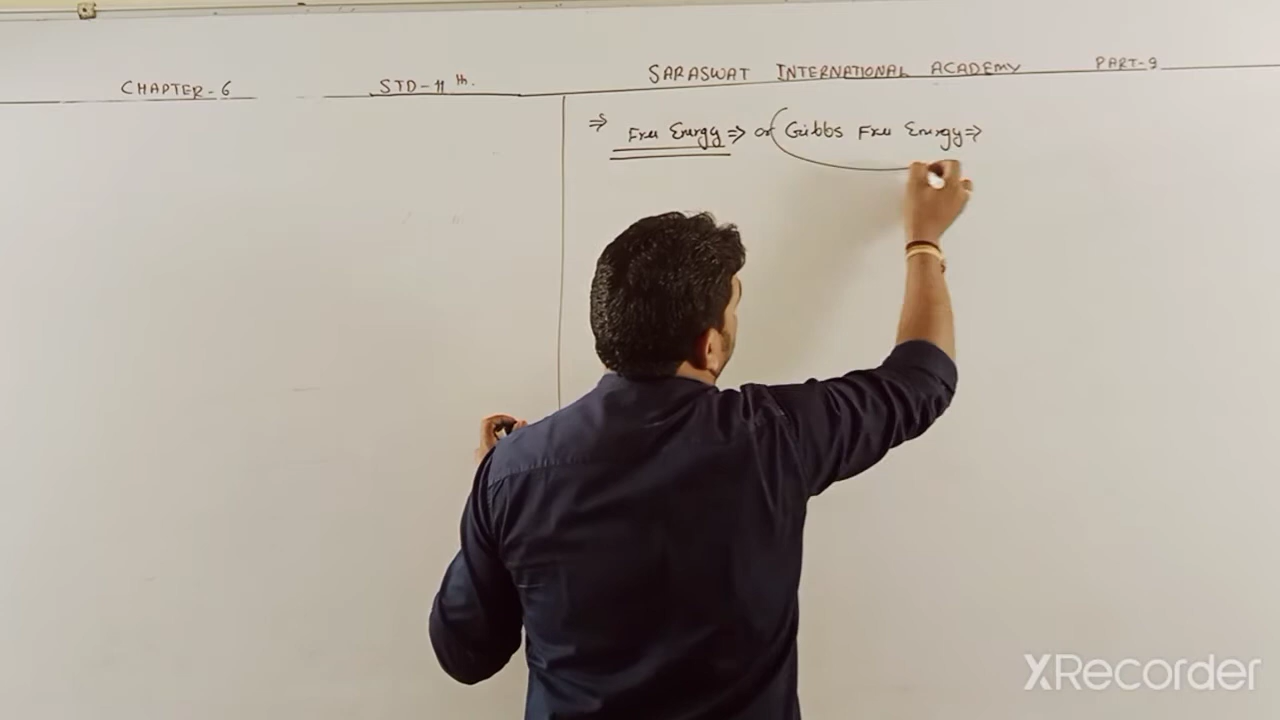 CHAPTER-6 STD-11th. SARASWAT INTERNATIONAL ACADEMY PART-9
⇒ Free Energy ⇒ or Gibbs Free Energy ⇒
XRecorder